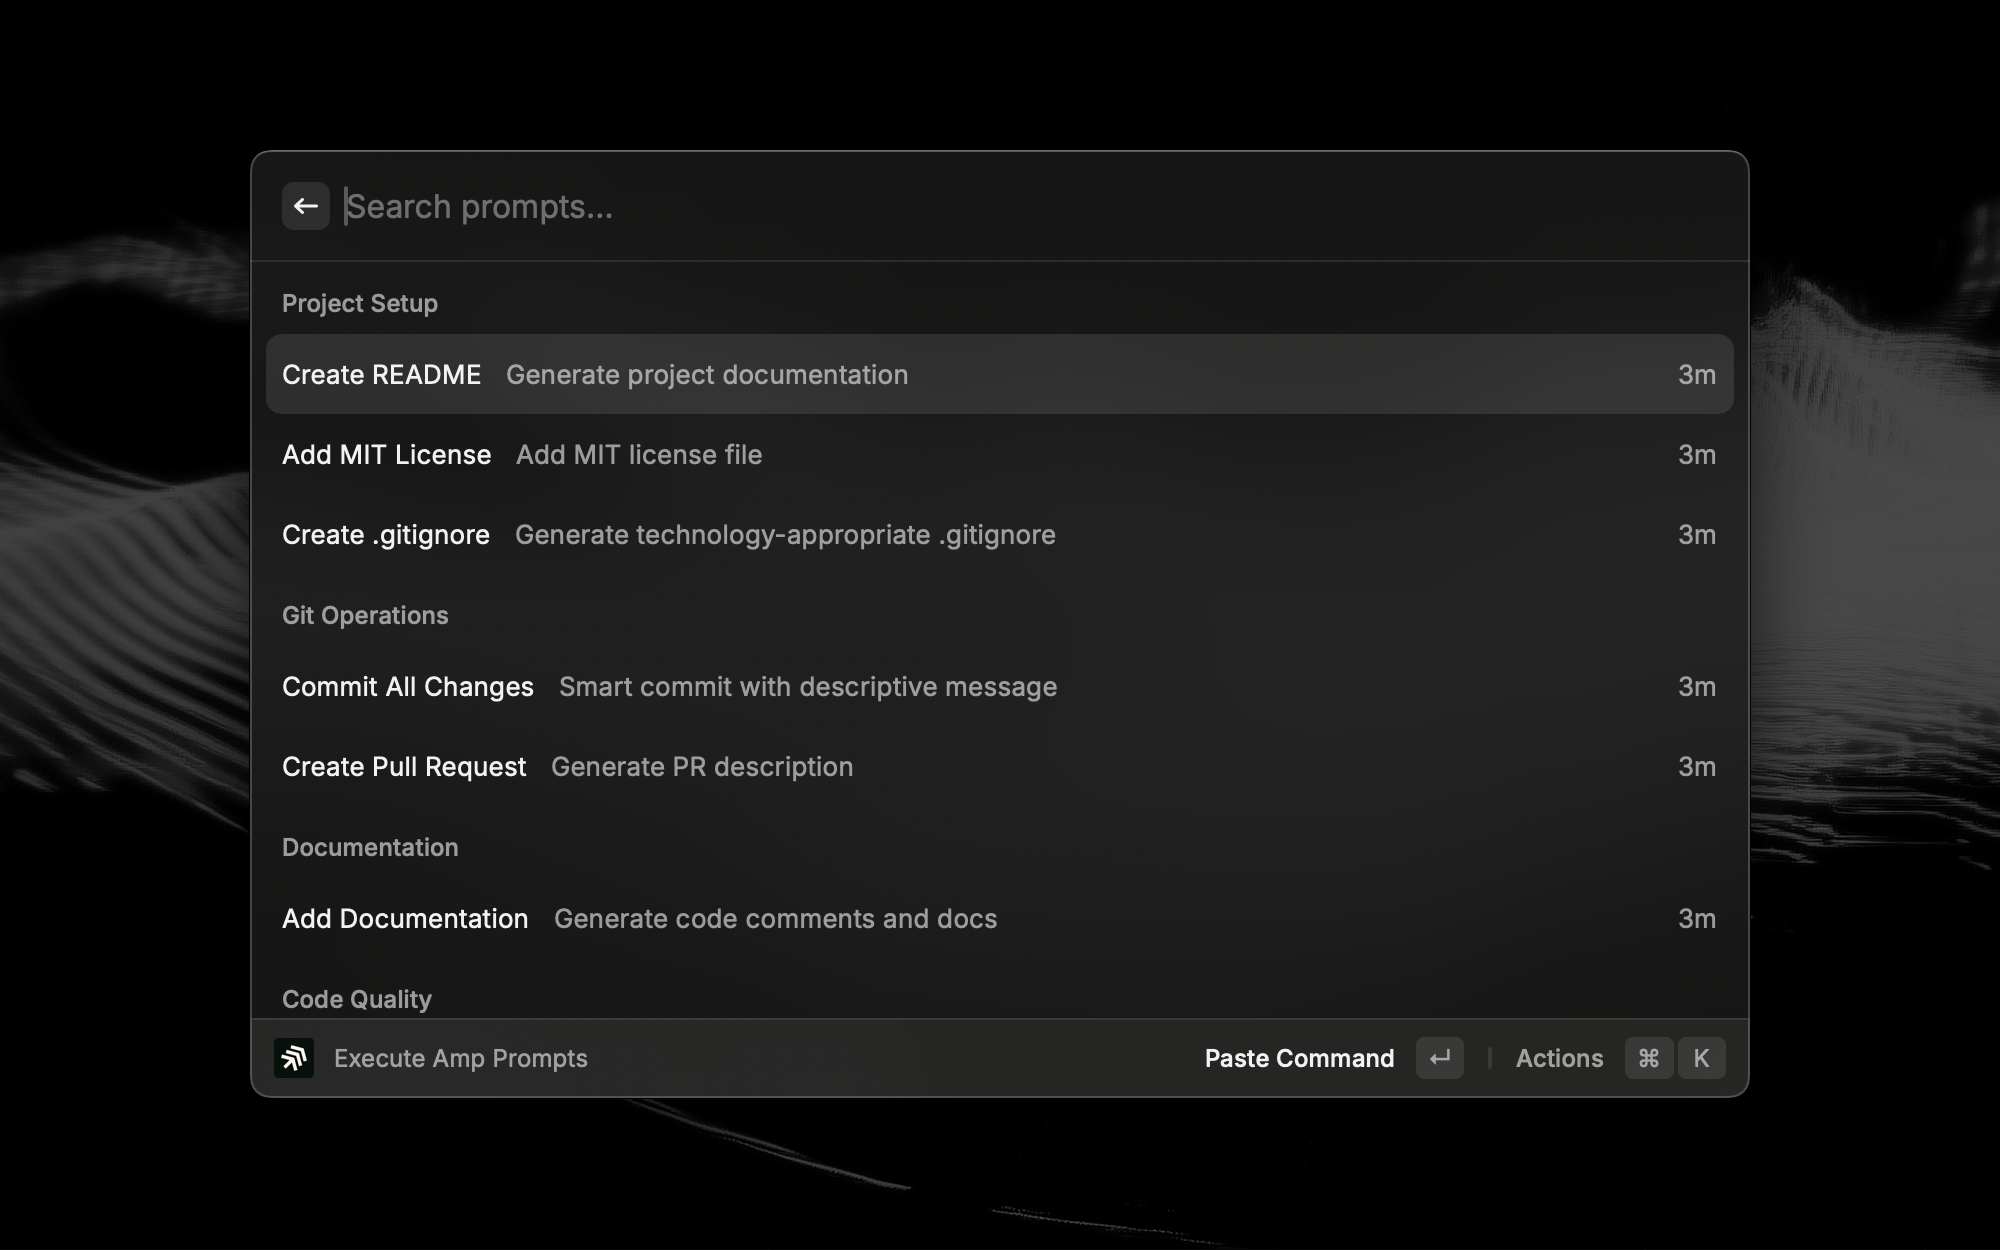 Search prompts...
Project Setup
Create README Generate project documentation 3m
Add MIT License Add MIT license file 3m
Create .gitignore Generate technology-appropriate .gitignore 3m
Git Operations
Commit All Changes Smart commit with descriptive message 3m
Create Pull Request Generate PR description 3m
Documentation
Add Documentation Generate code comments and docs 3m
Code Quality
Execute Amp Prompts Paste Command ↵ Actions ⌘ K